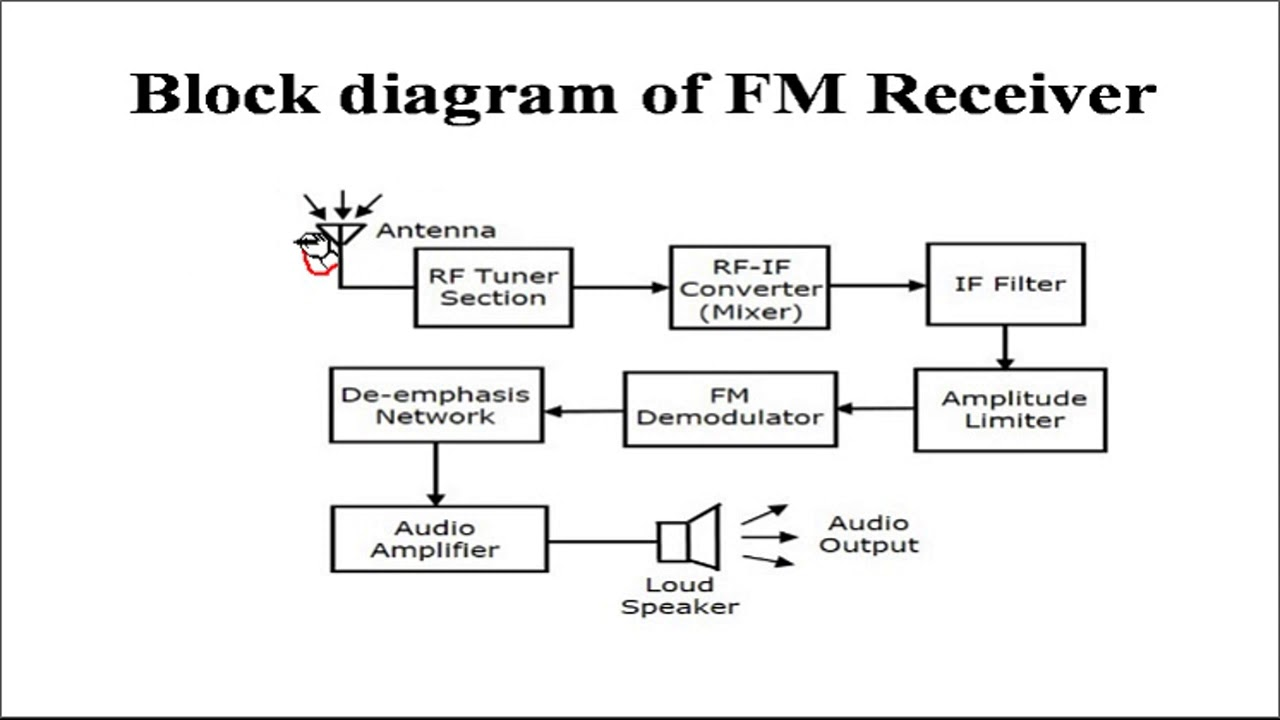 Block diagram of FM Receiver
Antenna
RF Tuner
Section
RF-IF
Converter
(Mixer)
IF Filter
De-emphasis
Network
FM
Demodulator
Amplitude
Limiter
Audio
Amplifier
Loud
Speaker
Audio
Output